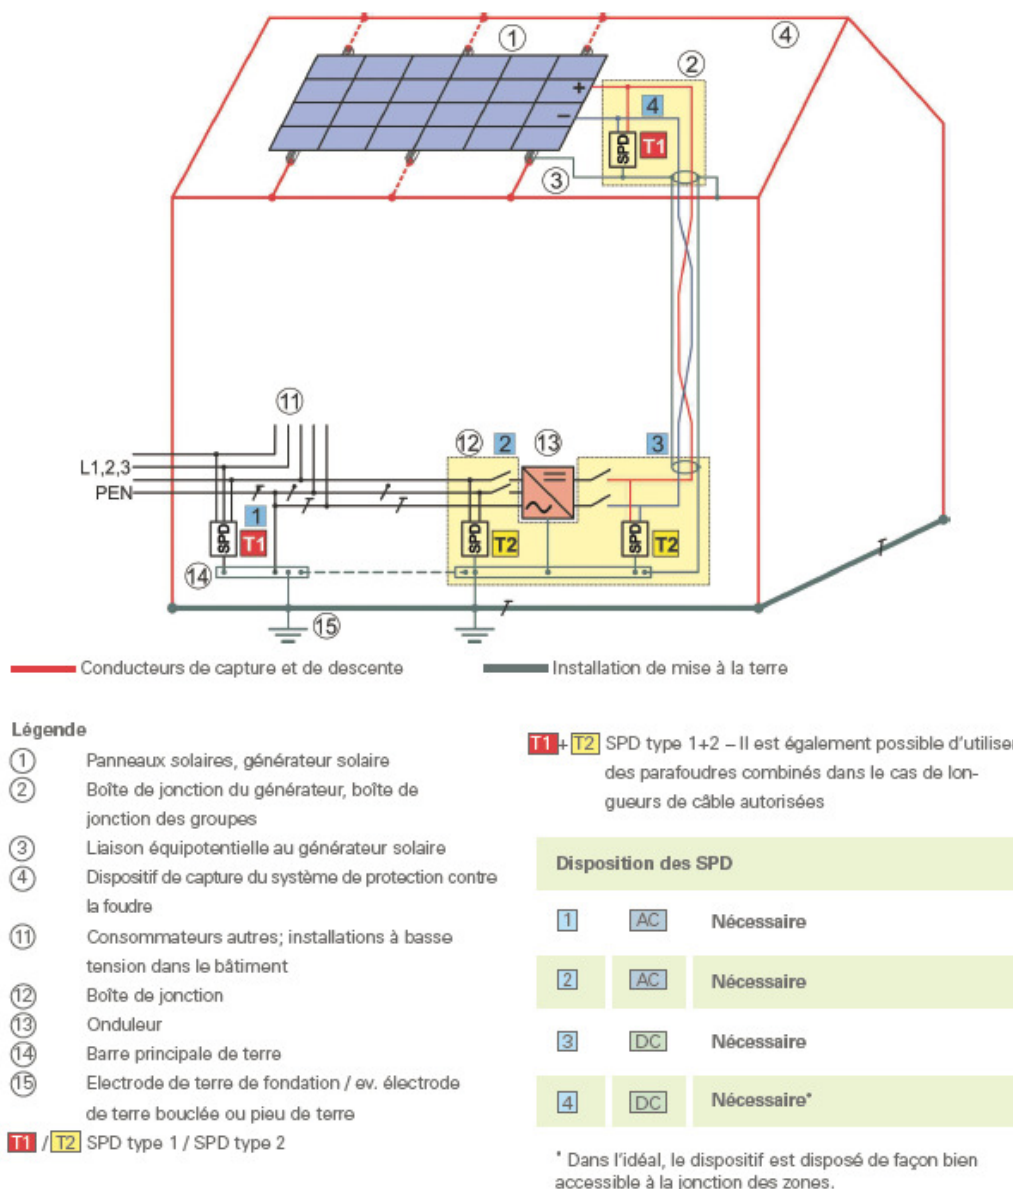 1
4
2
+
−
4
SPD
T1
3
11
12
2
13
3
L1,2,3
PEN
1
SPD
T1
SPD
T2
SPD
T2
14
15
Conducteurs de capture et de descente
Installation de mise à la terre
Légende
1 Panneaux solaires, générateur solaire
2 Boîte de jonction du générateur, boîte de
jonction des groupes
3 Liaison équipotentielle au générateur solaire
4 Dispositif de capture du système de protection contre
la foudre
11 Consommateurs autres; installations à basse
tension dans le bâtiment
12 Boîte de jonction
13 Onduleur
14 Barre principale de terre
15 Electrode de terre de fondation / ev. électrode
de terre bouclée ou pieu de terre
T1 / T2 SPD type 1 / SPD type 2
T1 + T2 SPD type 1+2 – Il est également possible d'utiliser
des parafoudres combinés dans le cas de lon-
gueurs de câble autorisées
Disposition des SPD
1 AC Nécessaire
2 AC Nécessaire
3 DC Nécessaire
4 DC Nécessaire*
* Dans l'idéal, le dispositif est disposé de façon bien
accessible à la jonction des zones.